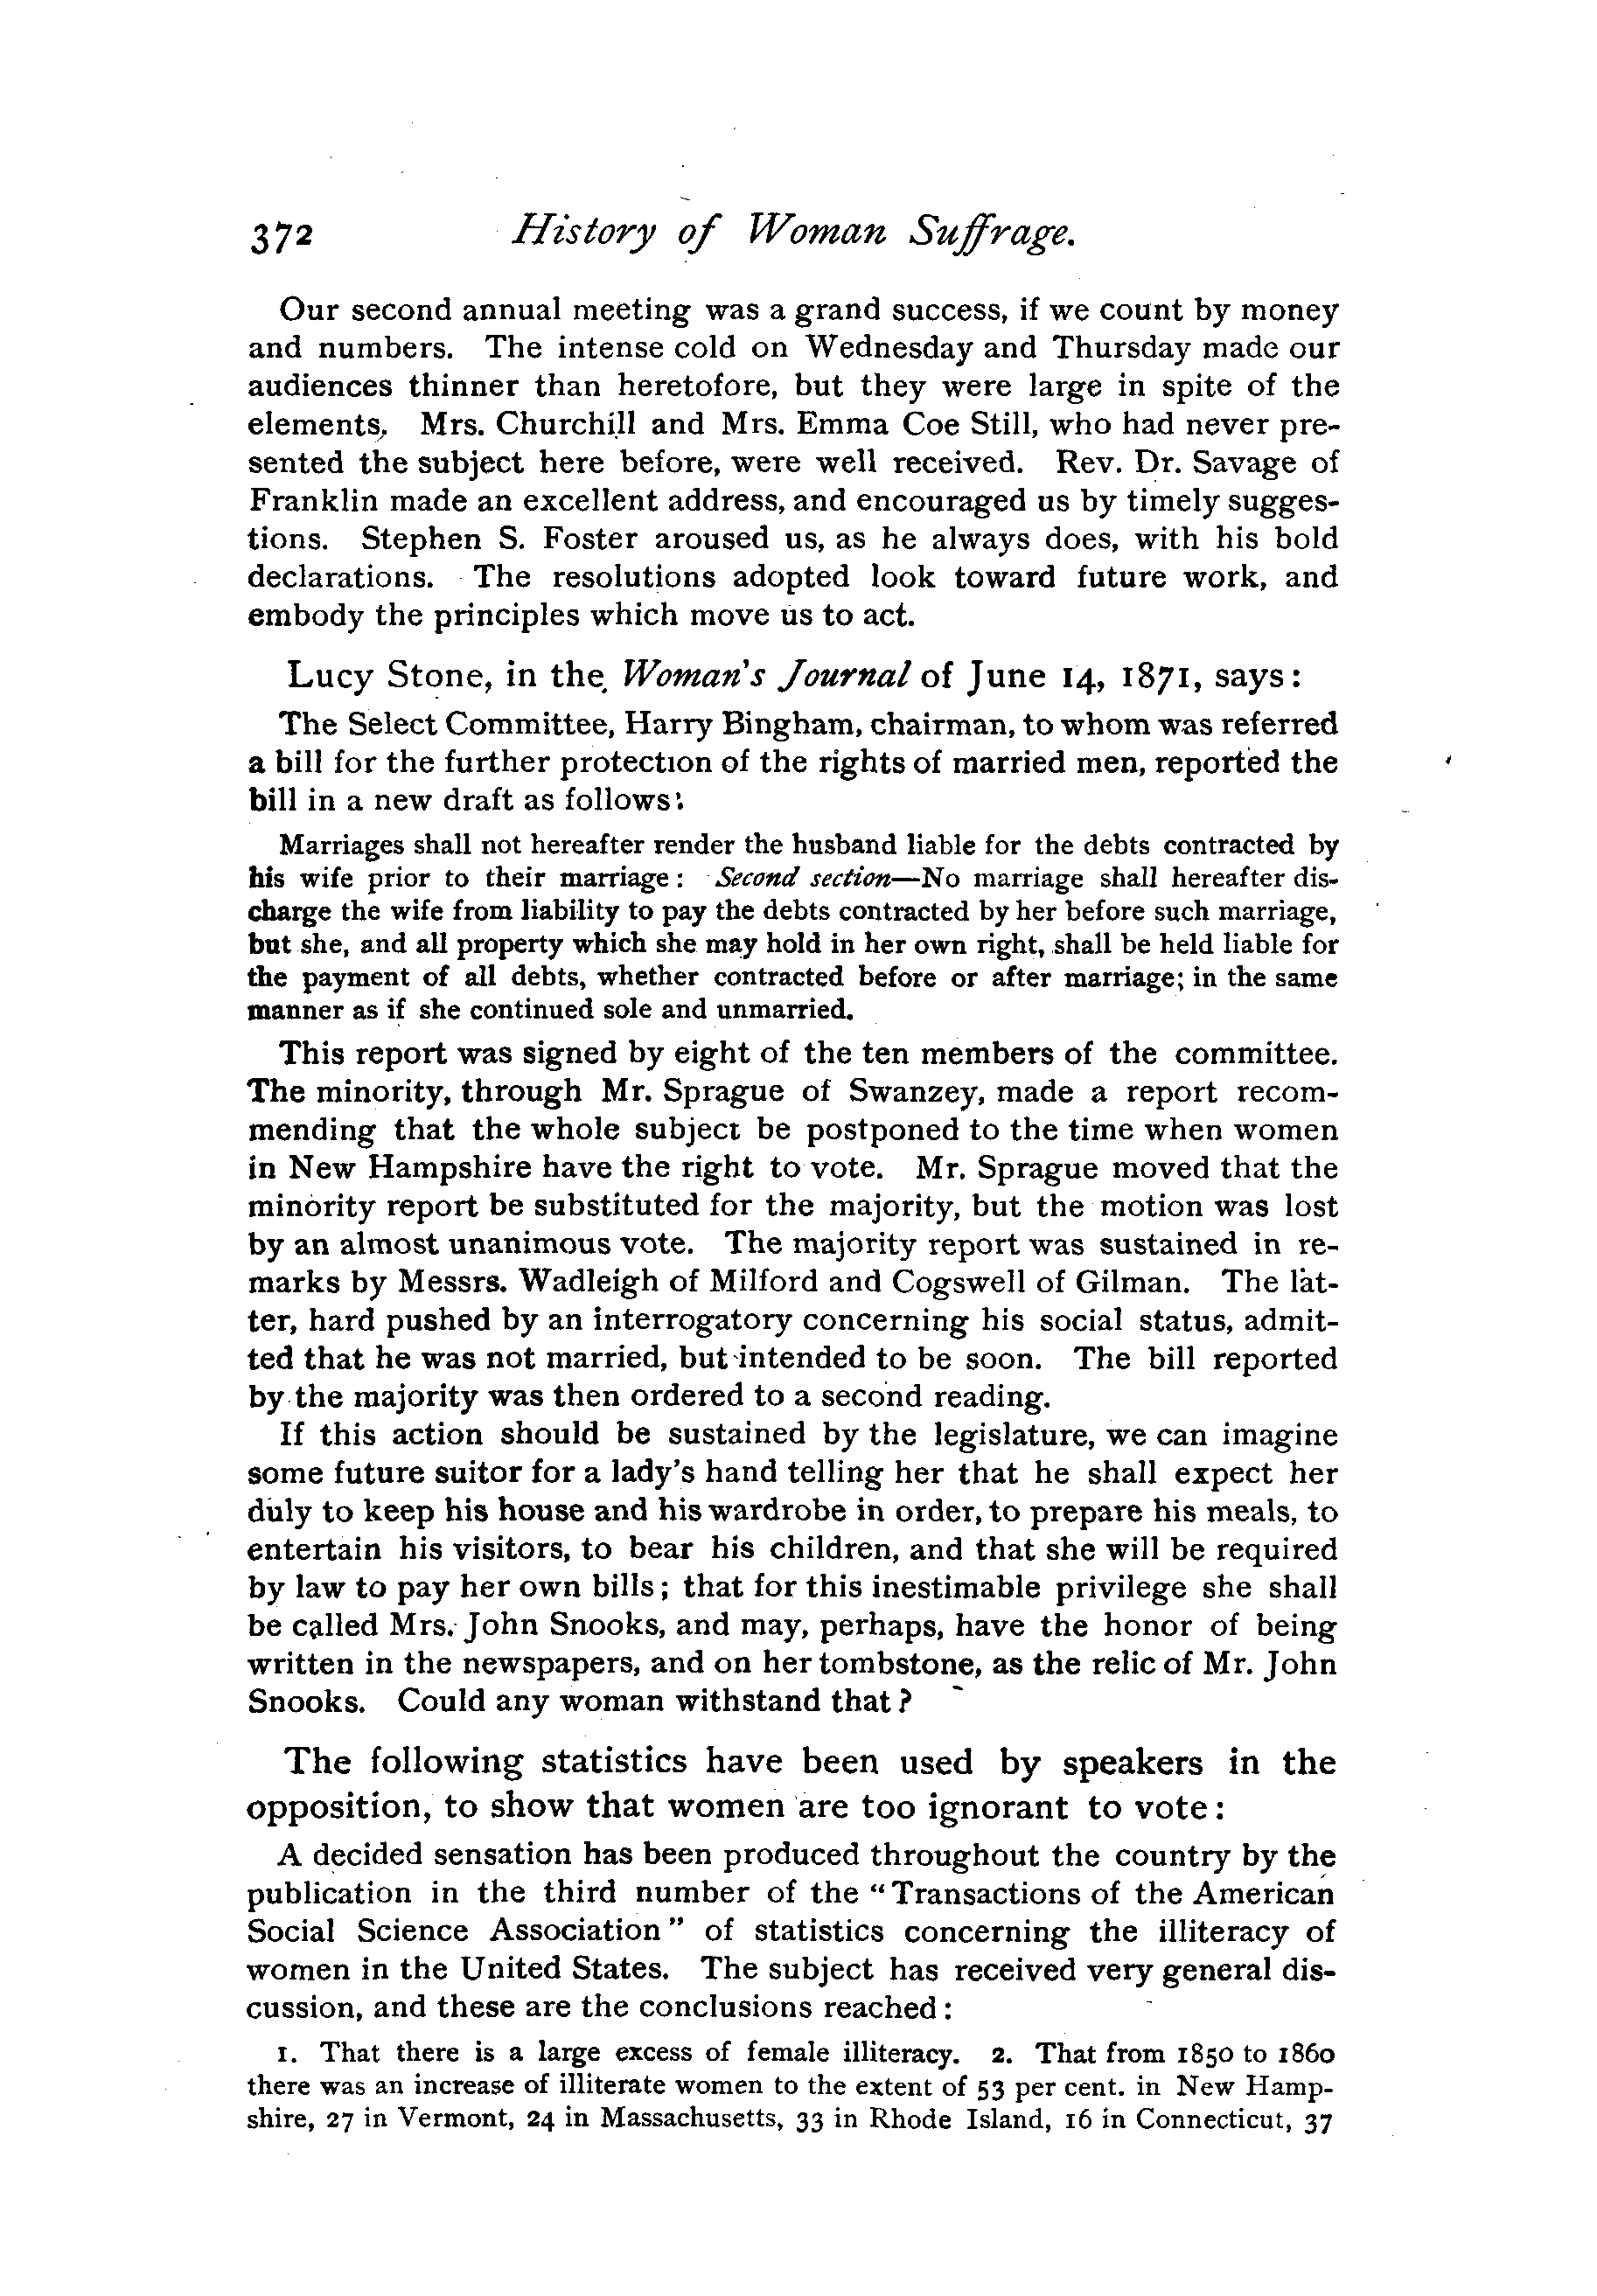 372 History of Woman Suffrage.
Our second annual meeting was a grand success, if we count by money
and numbers. The intense cold on Wednesday and Thursday made our
audiences thinner than heretofore, but they were large in spite of the
elements. Mrs. Churchill and Mrs. Emma Coe Still, who had never pre-
sented the subject here before, were well received. Rev. Dr. Savage of
Franklin made an excellent address, and encouraged us by timely sugges-
tions. Stephen S. Foster aroused us, as he always does, with his bold
declarations. The resolutions adopted look toward future work, and
embody the principles which move us to act.
Lucy Stone, in the Woman's Journal of June 14, 1871, says:
The Select Committee, Harry Bingham, chairman, to whom was referred
a bill for the further protection of the rights of married men, reported the
bill in a new draft as follows:
Marriages shall not hereafter render the husband liable for the debts contracted by
his wife prior to their marriage: Second section—No marriage shall hereafter dis-
charge the wife from liability to pay the debts contracted by her before such marriage,
but she, and all property which she may hold in her own right, shall be held liable for
the payment of all debts, whether contracted before or after marriage; in the same
manner as if she continued sole and unmarried.
This report was signed by eight of the ten members of the committee.
The minority, through Mr. Sprague of Swanzey, made a report recom-
mending that the whole subject be postponed to the time when women
in New Hampshire have the right to vote. Mr. Sprague moved that the
minority report be substituted for the majority, but the motion was lost
by an almost unanimous vote. The majority report was sustained in re-
marks by Messrs. Wadleigh of Milford and Cogswell of Gilman. The lat-
ter, hard pushed by an interrogatory concerning his social status, admit-
ted that he was not married, but intended to be soon. The bill reported
by the majority was then ordered to a second reading.
If this action should be sustained by the legislature, we can imagine
some future suitor for a lady's hand telling her that he shall expect her
duly to keep his house and his wardrobe in order, to prepare his meals, to
entertain his visitors, to bear his children, and that she will be required
by law to pay her own bills; that for this inestimable privilege she shall
be called Mrs. John Snooks, and may, perhaps, have the honor of being
written in the newspapers, and on her tombstone, as the relic of Mr. John
Snooks. Could any woman withstand that?
The following statistics have been used by speakers in the
opposition, to show that women are too ignorant to vote:
A decided sensation has been produced throughout the country by the
publication in the third number of the "Transactions of the American
Social Science Association" of statistics concerning the illiteracy of
women in the United States. The subject has received very general dis-
cussion, and these are the conclusions reached:
1. That there is a large excess of female illiteracy. 2. That from 1850 to 1860
there was an increase of illiterate women to the extent of 53 per cent. in New Hamp-
shire, 27 in Vermont, 24 in Massachusetts, 33 in Rhode Island, 16 in Connecticut, 37